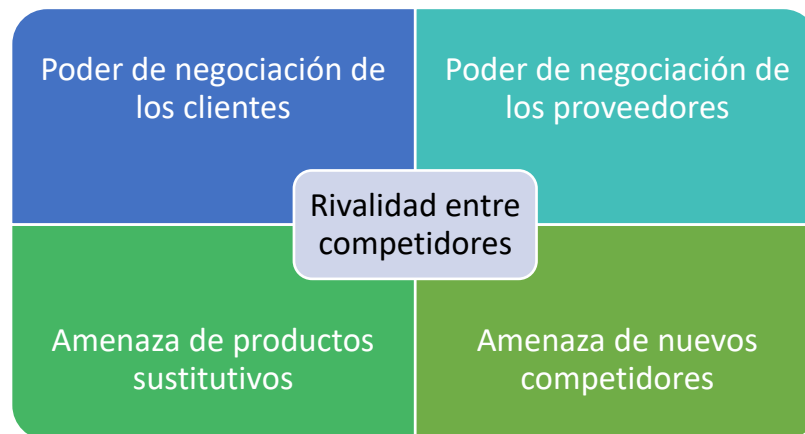 Poder de negociación de
los clientes
Poder de negociación de
los proveedores
Rivalidad entre
competidores
Amenaza de productos
sustitutivos
Amenaza de nuevos
competidores